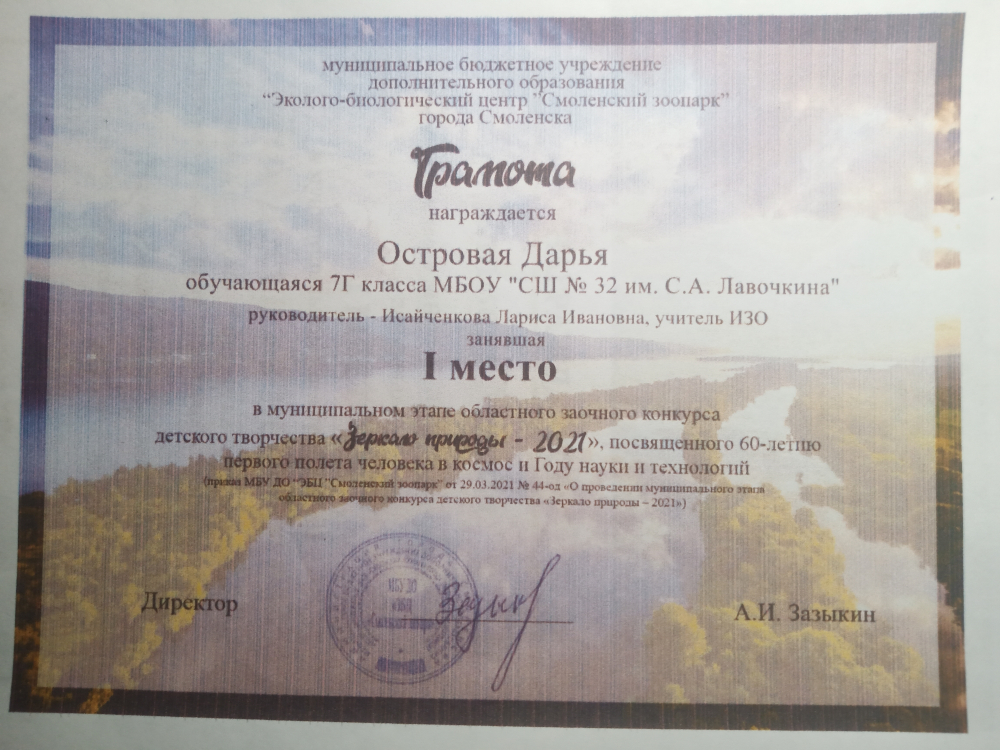 муниципальное бюджетное учреждение
дополнительного образования
"Эколого-биологический центр "Смоленский зоопарк"
города Смоленска
Грамота
награждается
Островая Дарья
обучающаяся 7Г класса МБОУ "СШ № 32 им. С.А. Лавочкина"
руководитель - Исайченкова Лариса Ивановна, учитель ИЗО
занявшая
I место
в муниципальном этапе областного заочного конкурса
детского творчества «Зеркало природы - 2021», посвященного 60-летию
первого полета человека в космос и Году науки и технологий
(приказ МБУ ДО "ЭБЦ "Смоленский зоопарк" от 29.03.2021 № 44-од «О проведении муниципального этапа
областного заочного конкурса детского творчества «Зеркало природы – 2021»)
МБУ ДО
Директор
А.И. Зазыкин